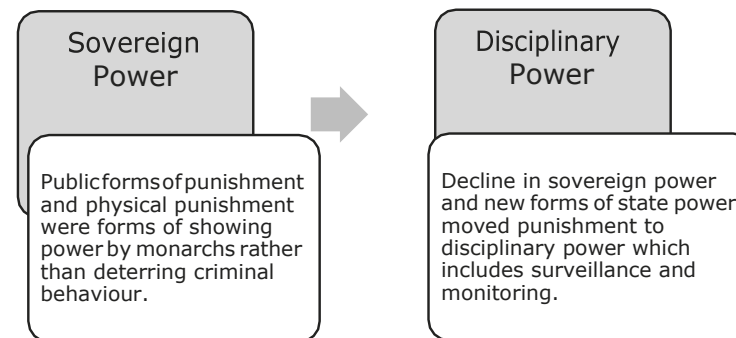 Sovereign
Power
Public forms of punishment
and physical punishment
were forms of showing
power by monarchs rather
than deterring criminal
behaviour.
Disciplinary
Power
Decline in sovereign power
and new forms of state power
moved punishment to
disciplinary power which
includes surveillance and
monitoring.